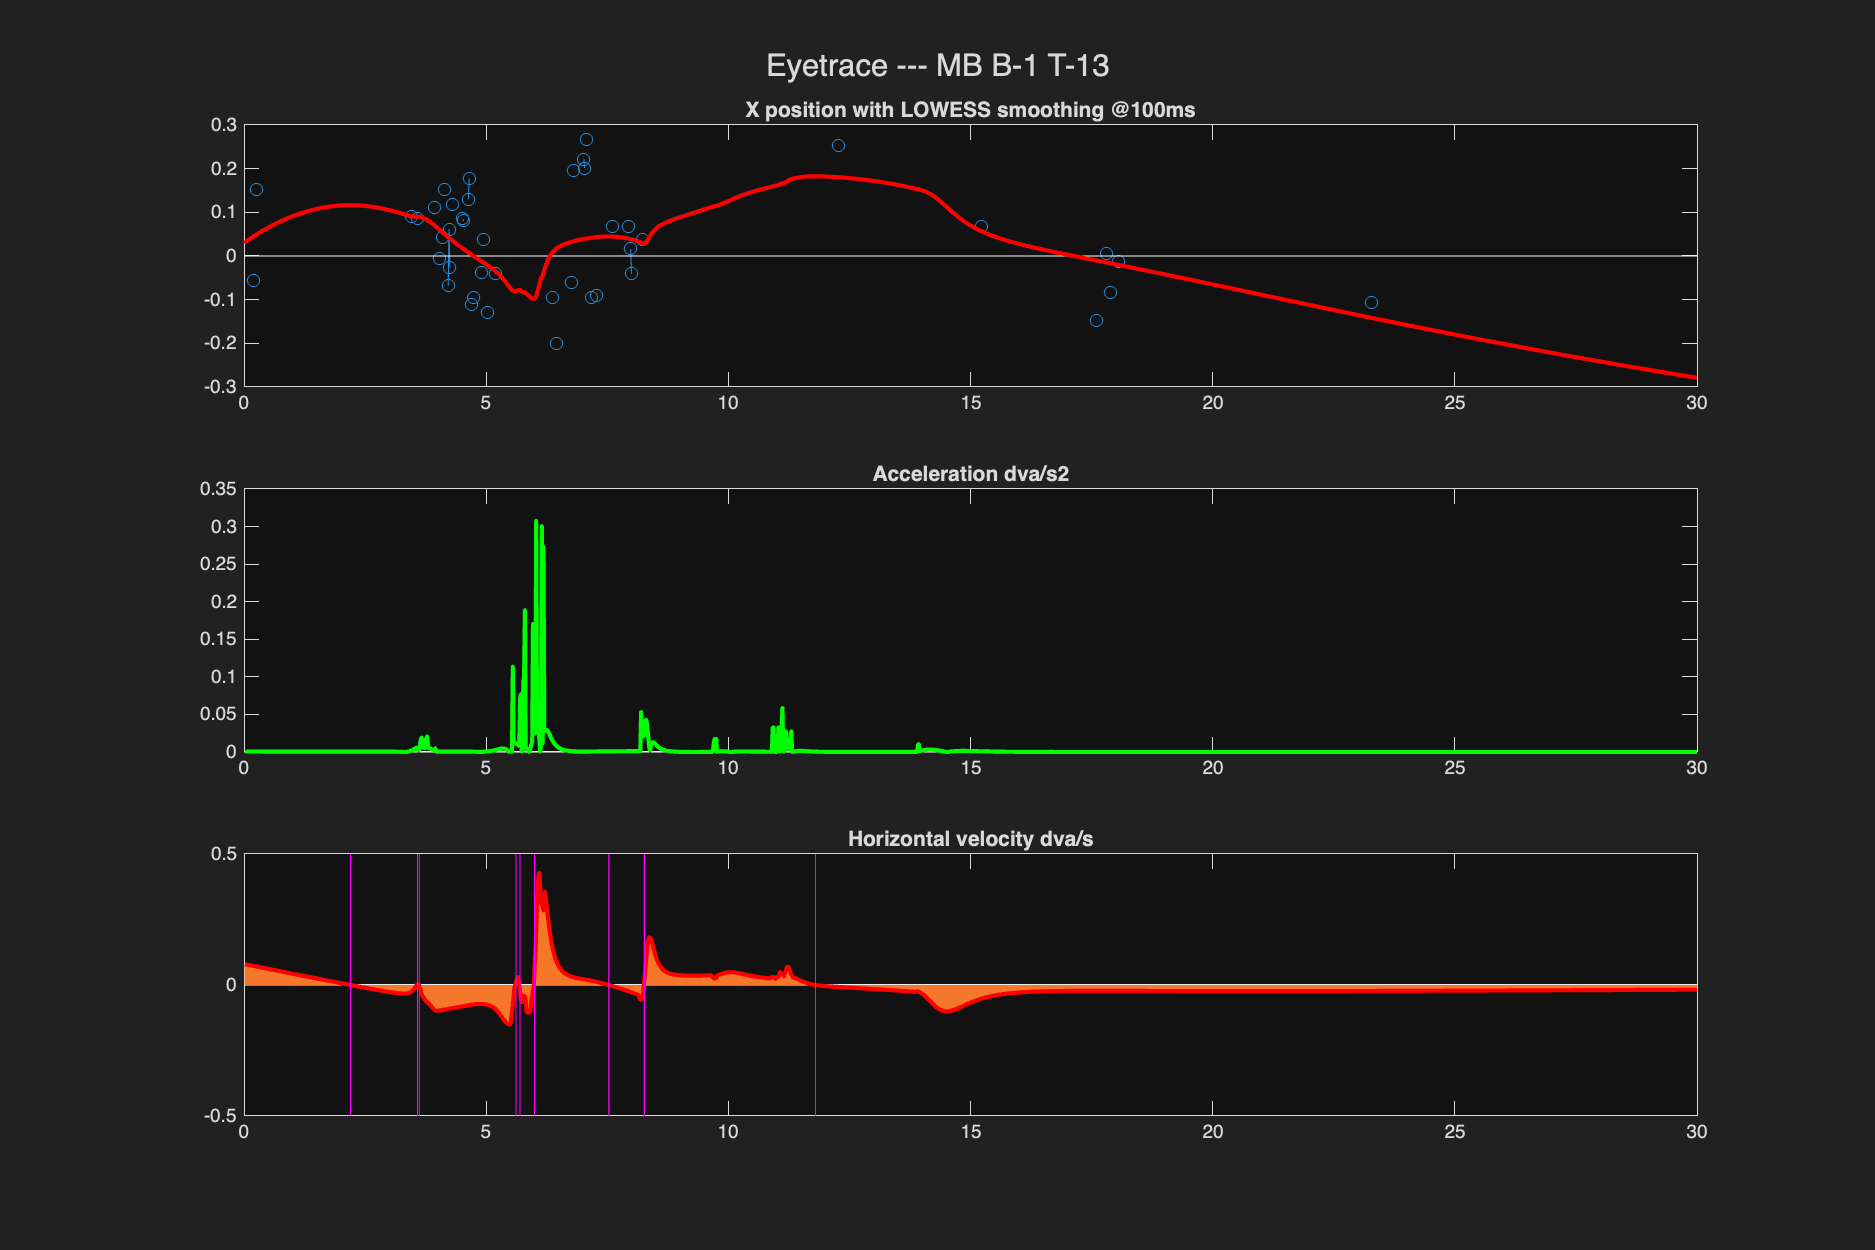 Eyetrace --- MB B-1 T-13
X position with LOWESS smoothing @100ms
0.3
0.2
0.1
0
-0.1
-0.2
-0.3
0 5 10 15 20 25 30
Acceleration dva/s2
0.35
0.3
0.25
0.2
0.15
0.1
0.05
0
0 5 10 15 20 25 30
Horizontal velocity dva/s
0.5
0
-0.5
0 5 10 15 20 25 30